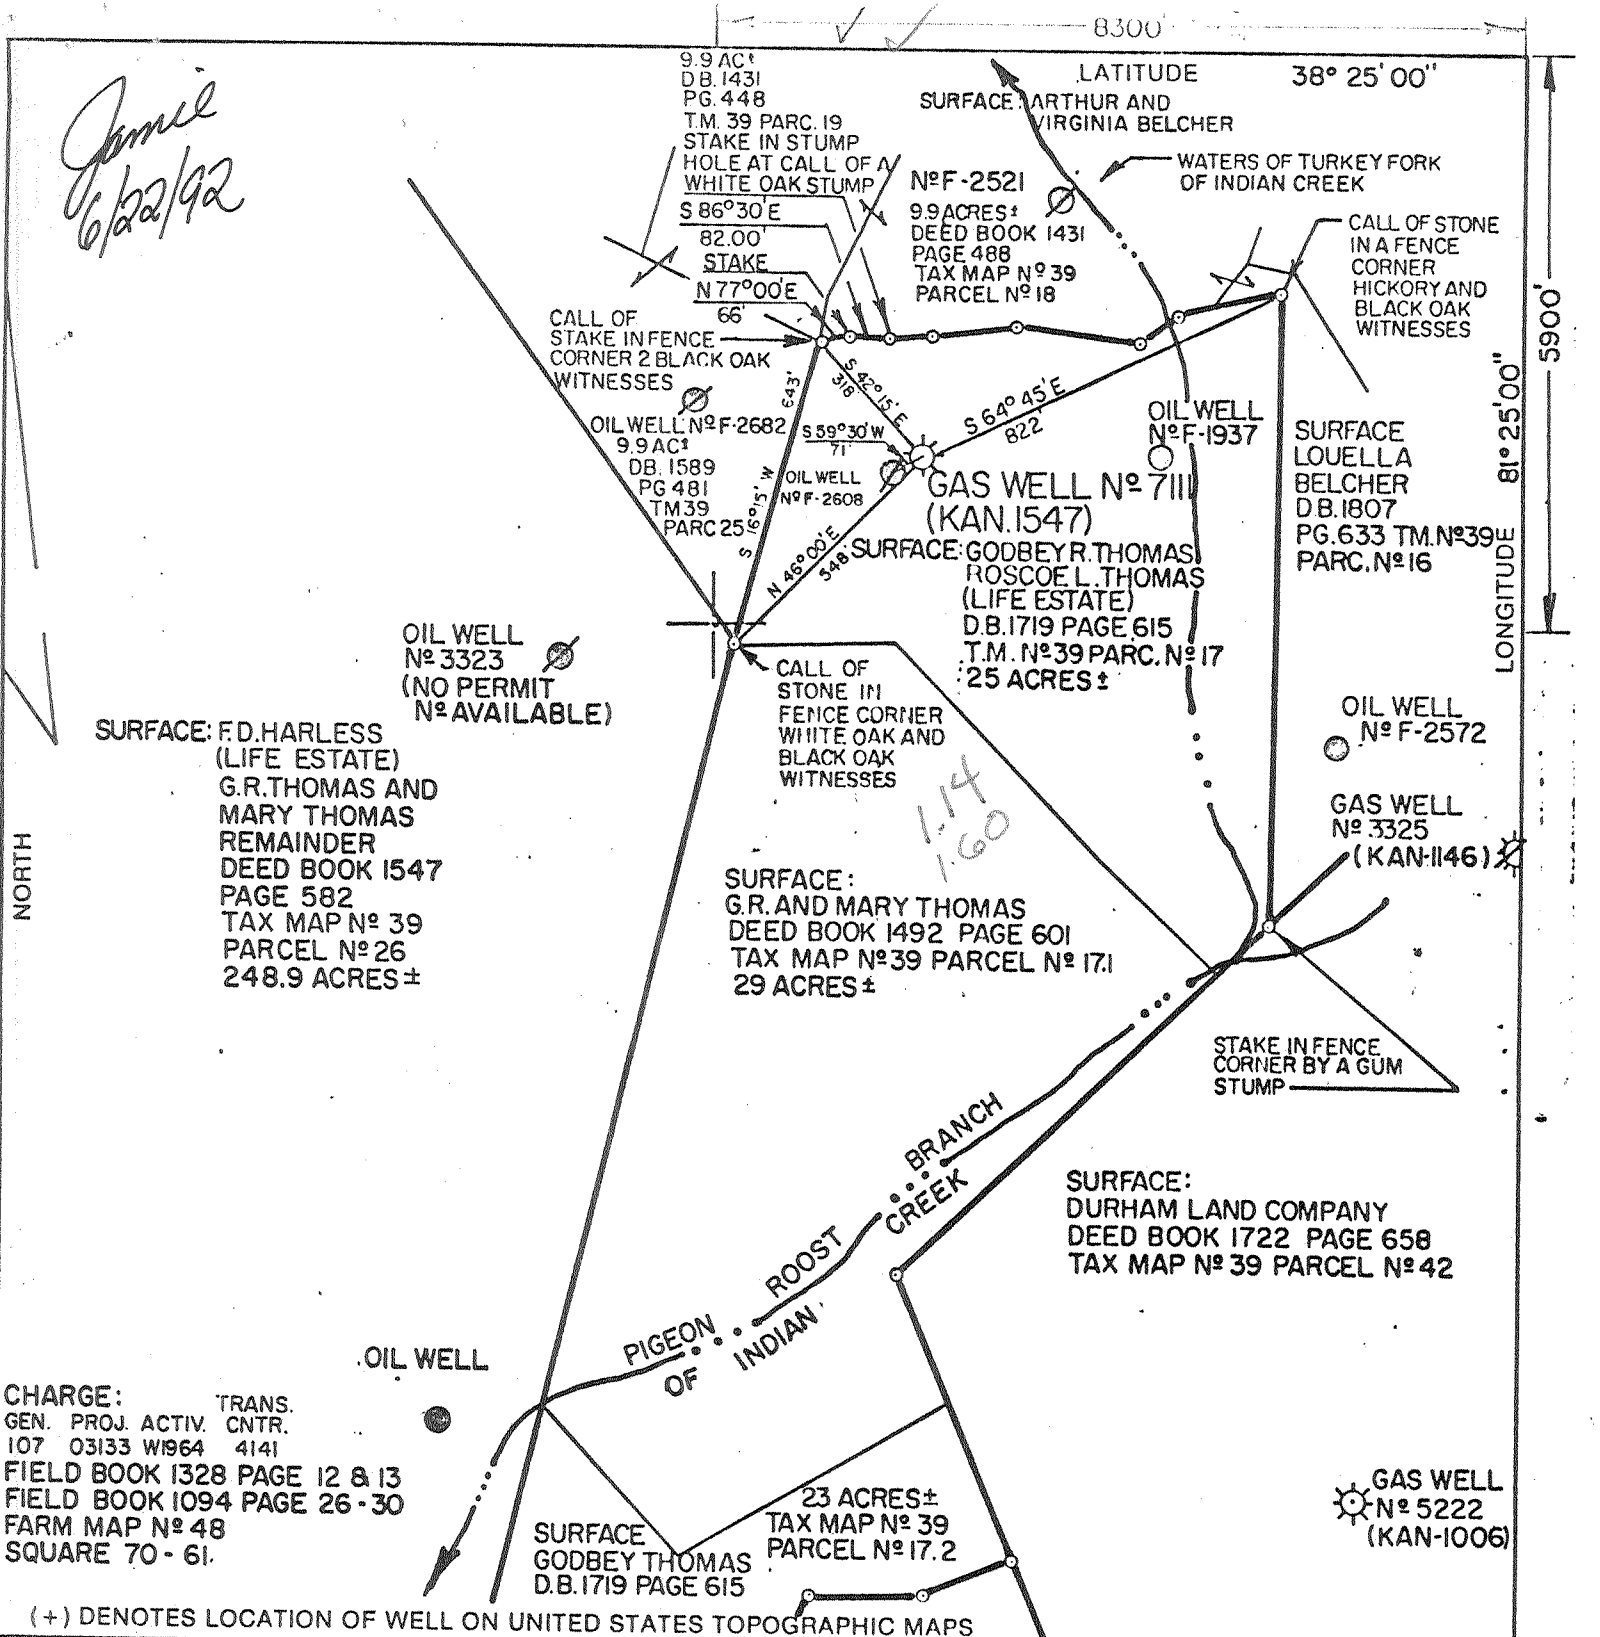 8300'
LATITUDE 38° 25' 00"
Jamie
6/22/92
9.9 AC±
D.B. 1431
PG. 448
T.M. 39 PARC. 19
STAKE IN STUMP
HOLE AT CALL OF A
WHITE OAK STUMP
S 86° 30' E
82.00'
STAKE
N 77° 00' E
66'
SURFACE: ARTHUR AND
VIRGINIA BELCHER
WATERS OF TURKEY FORK
OF INDIAN CREEK
Nº F-2521
9.9 ACRES±
DEED BOOK 1431
PAGE 488
TAX MAP Nº 39
PARCEL Nº 18
CALL OF STONE
IN A FENCE
CORNER
HICKORY AND
BLACK OAK
WITNESSES
5900'
LONGITUDE 81° 25' 00"
CALL OF
STAKE IN FENCE
CORNER 2 BLACK OAK
WITNESSES
OIL WELL Nº F-2682
9.9 AC±
DB. 1589
PG 481
TM 39
PARC 25
S 16° 15' W
643'
S 42° 15' E
318'
S 59° 30' W
71'
OIL WELL
Nº F-2608
S 64° 45' E
822'
N 46° 00' E
548'
OIL WELL
Nº F-1937
GAS WELL Nº 7111
(KAN.1547)
SURFACE: GODBEY R. THOMAS
ROSCOE L. THOMAS
(LIFE ESTATE)
D.B. 1719 PAGE 615
T.M. Nº 39 PARC. Nº 17
25 ACRES±
SURFACE
LOUELLA
BELCHER
D.B. 1807
PG. 633 TM. Nº 39
PARC. Nº 16
OIL WELL
Nº 3323
(NO PERMIT
Nº AVAILABLE)
CALL OF
STONE IN
FENCE CORNER
WHITE OAK AND
BLACK OAK
WITNESSES
OIL WELL
Nº F-2572
GAS WELL
Nº 3325
(KAN-1146)
SURFACE: F.D. HARLESS
(LIFE ESTATE)
G.R. THOMAS AND
MARY THOMAS
REMAINDER
DEED BOOK 1547
PAGE 582
TAX MAP Nº 39
PARCEL Nº 26
248.9 ACRES±
NORTH
1.14
1.60
SURFACE:
G.R. AND MARY THOMAS
DEED BOOK 1492 PAGE 601
TAX MAP Nº 39 PARCEL Nº 17.1
29 ACRES±
STAKE IN FENCE
CORNER BY A GUM
STUMP
PIGEON ROOST BRANCH
OF INDIAN CREEK
SURFACE:
DURHAM LAND COMPANY
DEED BOOK 1722 PAGE 658
TAX MAP Nº 39 PARCEL Nº 42
OIL WELL
CHARGE: TRANS.
GEN. PROJ. ACTIV. CNTR.
107 03133 W1964 4141
FIELD BOOK 1328 PAGE 12 & 13
FIELD BOOK 1094 PAGE 26-30
FARM MAP Nº 48
SQUARE 70-61.
SURFACE
GODBEY THOMAS
D.B. 1719 PAGE 615
23 ACRES±
TAX MAP Nº 39
PARCEL Nº 17.2
GAS WELL
Nº 5222
(KAN-1006)
(+) DENOTES LOCATION OF WELL ON UNITED STATES TOPOGRAPHIC MAPS